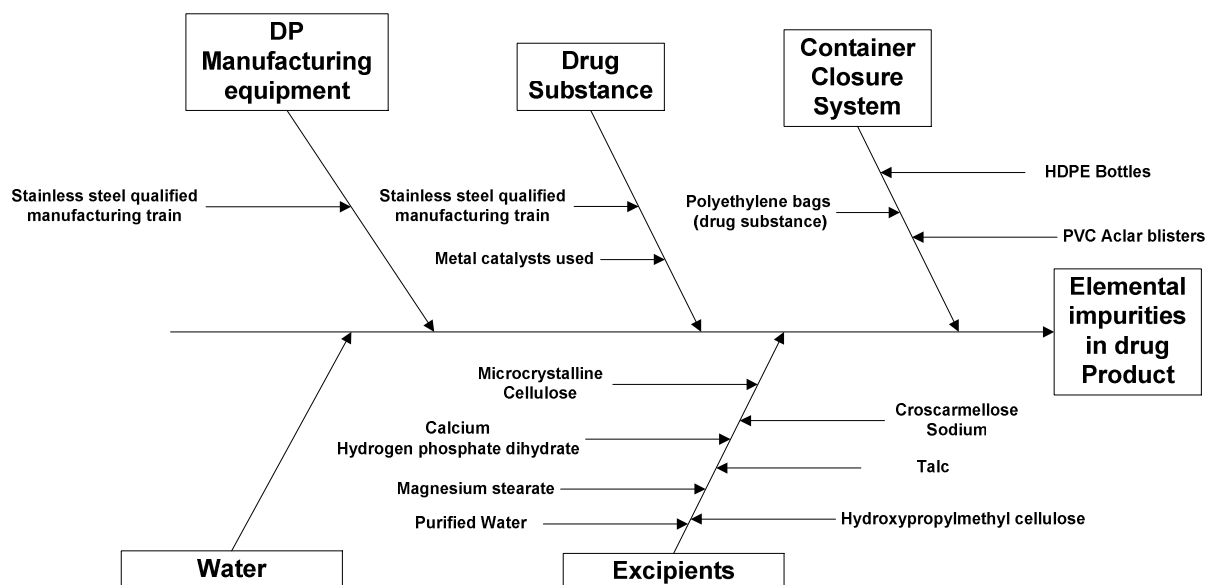 DP
Manufacturing
equipment
Drug
Substance
Container
Closure
System
Stainless steel qualified
manufacturing train
Stainless steel qualified
manufacturing train
Metal catalysts used
HDPE Bottles
Polyethylene bags
(drug substance)
PVC Aclar blisters
Elemental
impurities
in drug
Product
Microcrystalline
Cellulose
Croscarmellose
Sodium
Calcium
Hydrogen phosphate dihydrate
Talc
Magnesium stearate
Purified Water
Hydroxypropylmethyl cellulose
Water
Excipients